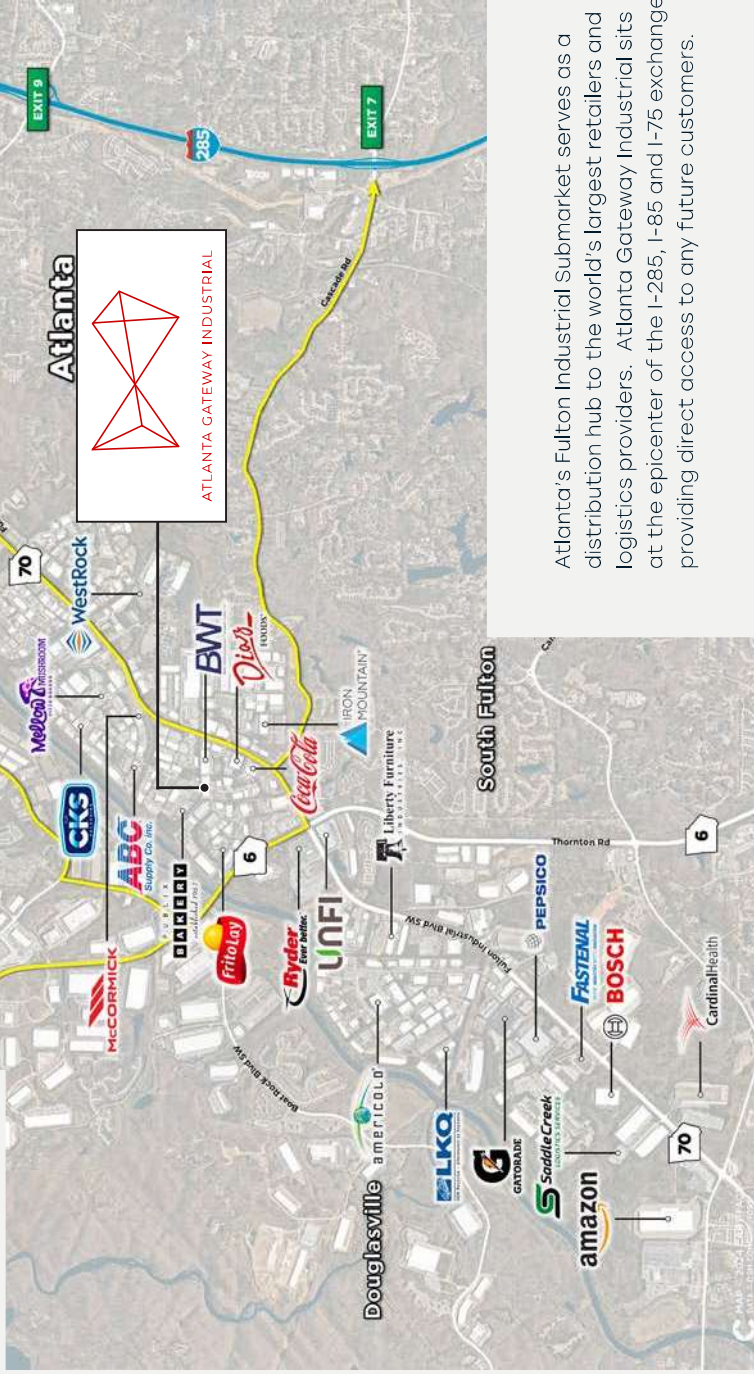 EXIT 9
Mellow MUSHROOM
70
Atlanta
CKS
WestRock
McCORMICK
ABC
Supply Co. Inc.
ATLANTA GATEWAY INDUSTRIAL
285
PUBLIX
BAKERY
BWT
FritoLay
6
Diaz
FOODS
Boat Rock Blvd SW
Ryder
Ever better.
Coca-Cola
UNFI
IRON
MOUNTAIN
Cascade Rd
EXIT 7
Douglasville
americold
Liberty Furniture
INDUSTRIES INC
LKQ
Fulton Industrial Blvd SW
GATORADE
South Fulton
SaddleCreek
LOGISTICS SERVICES
PEPSICO
amazon
FASTENAL
BOSCH
Thornton Rd
70
CardinalHealth
6
Atlanta's Fulton Industrial Submarket serves as a
distribution hub to the world's largest retailers and
logistics providers. Atlanta Gateway Industrial sits
at the epicenter of the I-285, I-85 and I-75 exchange
providing direct access to any future customers.